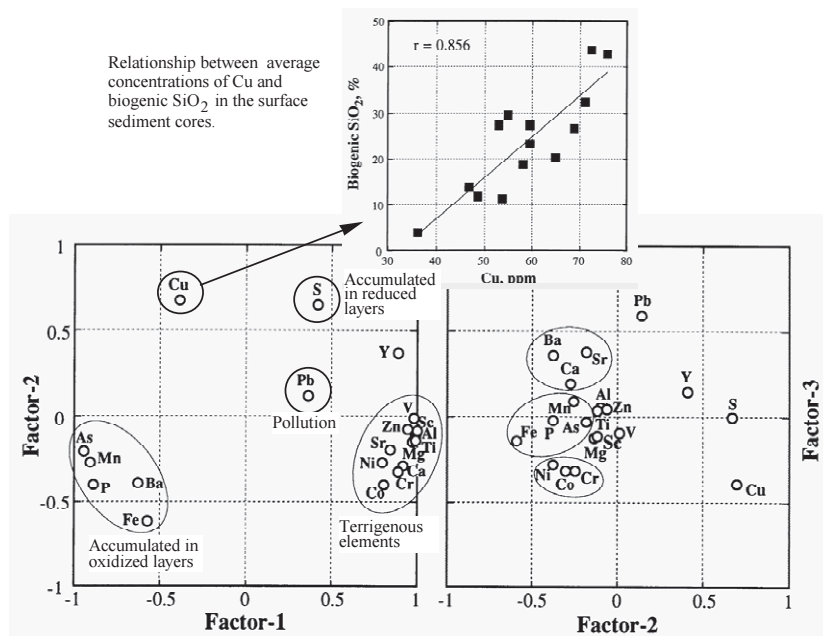 Relationship between average
concentrations of Cu and
biogenic SiO2 in the surface
sediment cores.
r = 0.856
Biogenic SiO2, %
50
40
30
20
10
0
30
40
50
60
70
80
Cu, ppm
Factor-2
1
0.5
0
-0.5
-1
Cu
S
Accumulated
in reduced
layers
Y
Pb
Pollution
V
Zn
Sc
Al
Ti
Sr
Mg
Ni
Ca
Cr
Co
Terrigenous
elements
As
Mn
P
Ba
Fe
Accumulated in
oxidized layers
-1
-0.5
0
0.5
1
Factor-1
Pb
Ba
Sr
Ca
Y
S
Mn
Al
Zn
Fe
P
As
Ti
V
Mg
Sc
Ni
Co
Cr
Cu
-1
-0.5
0
0.5
1
Factor-2
Factor-3